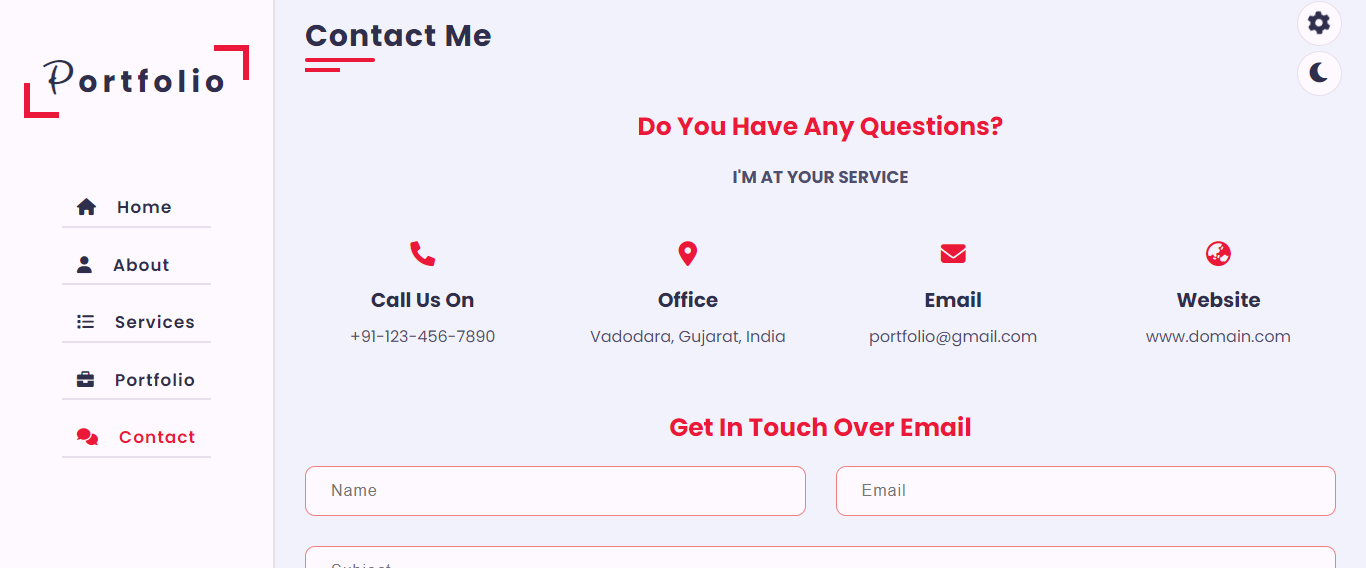 Portfolio
Home
About
Services
Portfolio
Contact
Contact Me
Do You Have Any Questions?
I'M AT YOUR SERVICE
Call Us On
+91-123-456-7890
Office
Vadodara, Gujarat, India
Email
portfolio@gmail.com
Website
www.domain.com
Get In Touch Over Email
Name
Email
Subject